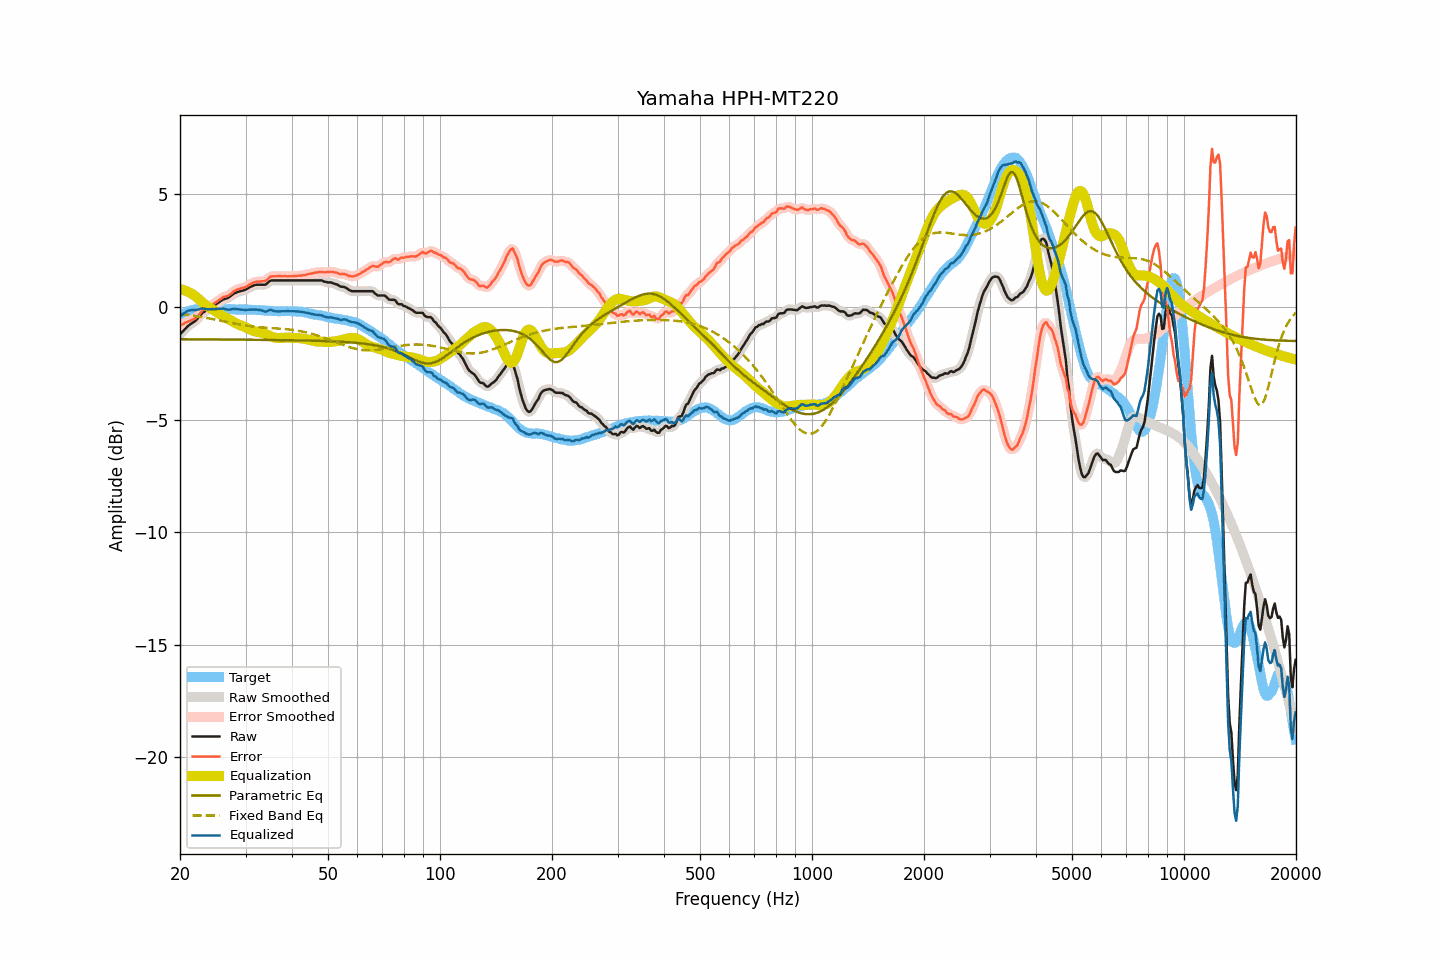 Yamaha HPH-MT220
Amplitude (dBr)
5
0
−5
−10
−15
−20
Target
Raw Smoothed
Error Smoothed
Raw
Error
Equalization
Parametric Eq
Fixed Band Eq
Equalized
20 50 100 200 500 1000 2000 5000 10000 20000
Frequency (Hz)